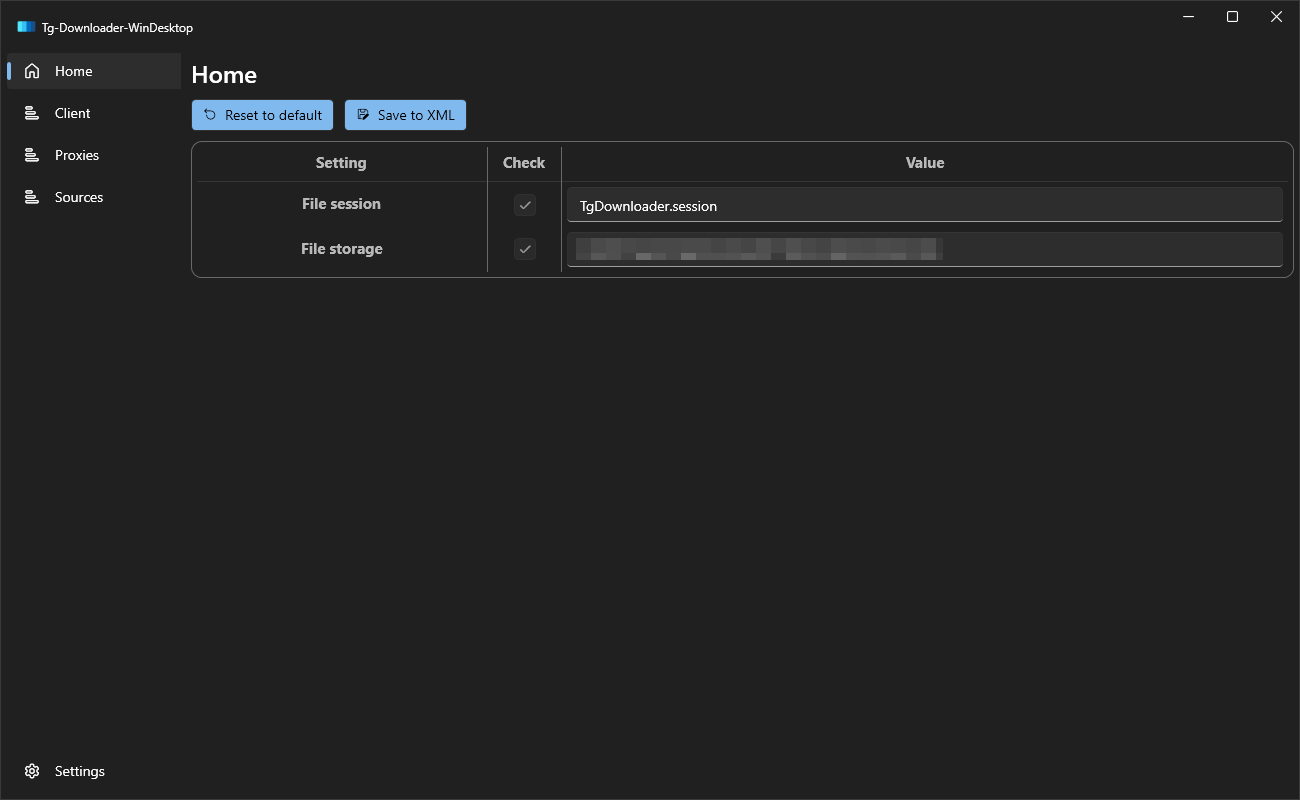 Tg-Downloader-WinDesktop
Home
Client
Proxies
Sources
Settings
Home
Reset to default Save to XML
Setting Check Value
File session TgDownloader.session
File storage